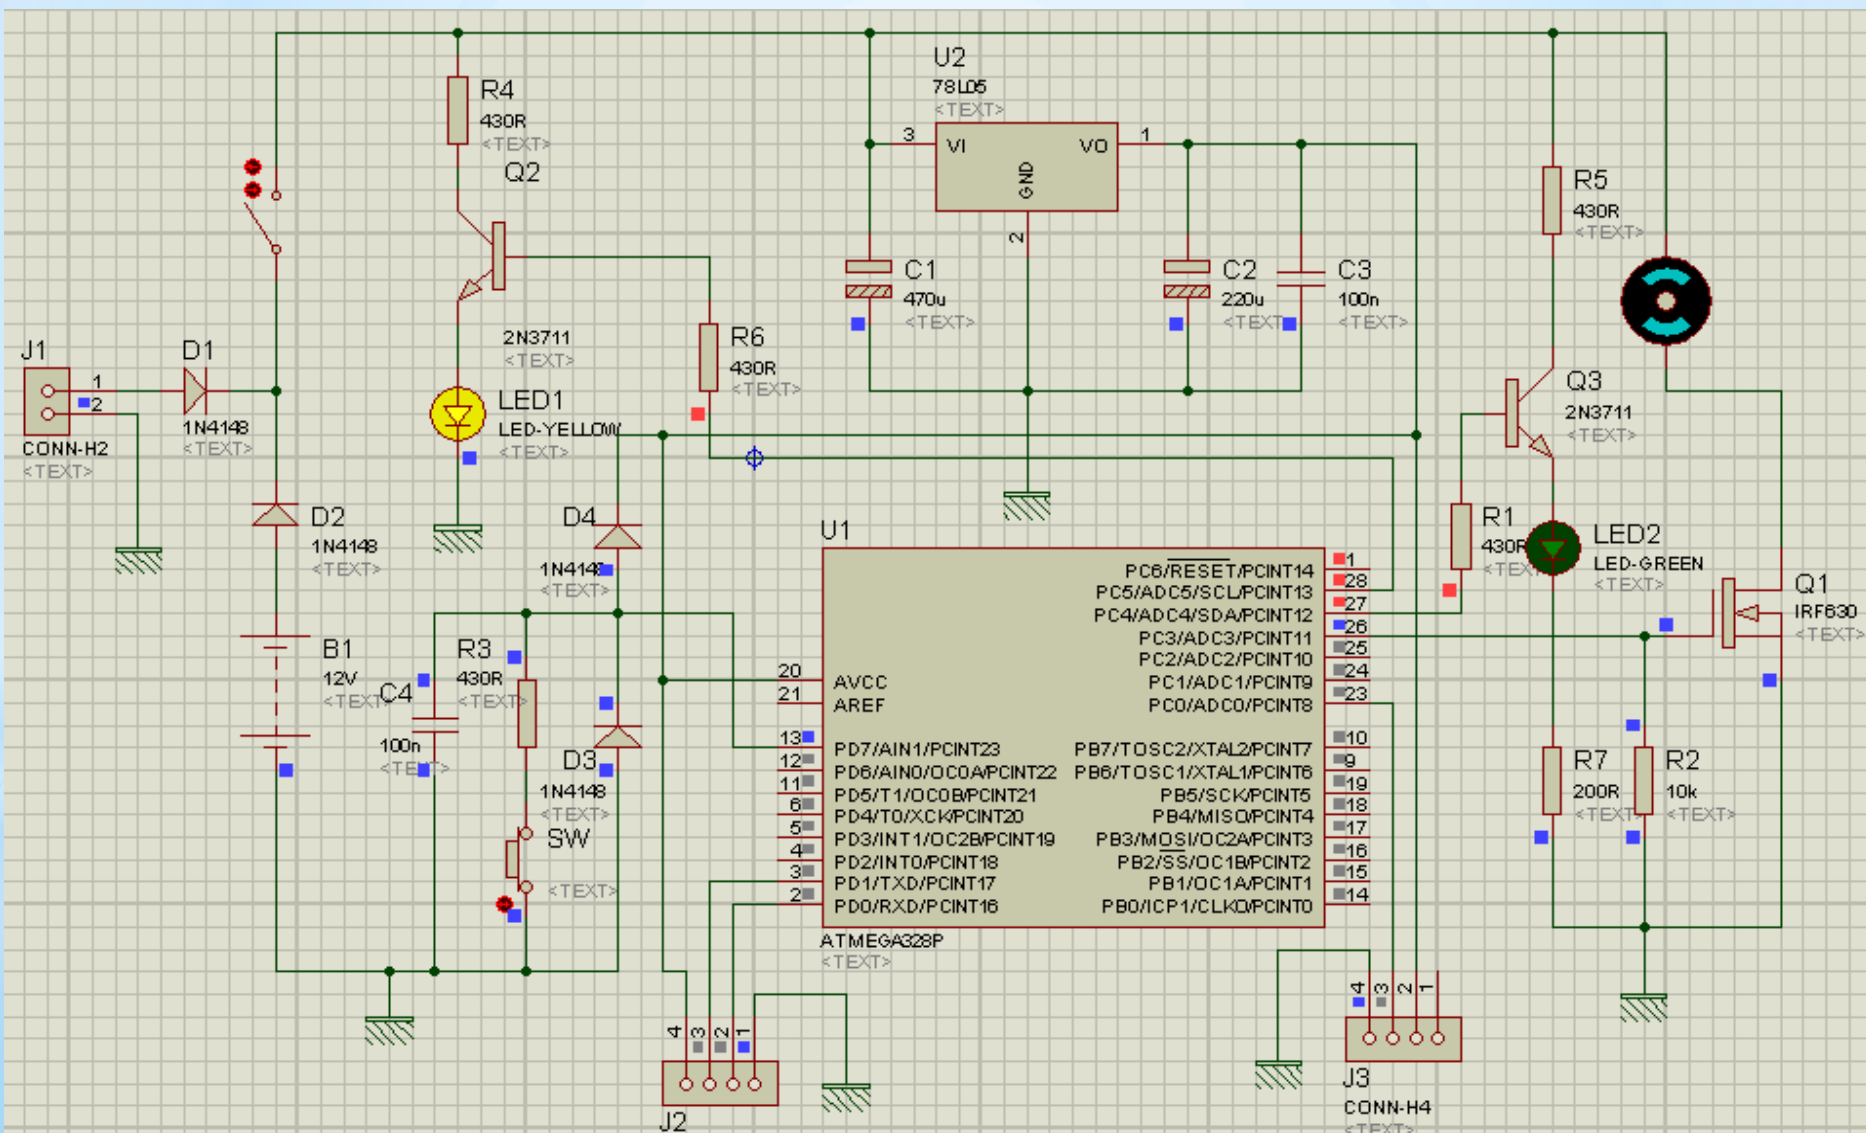 R4
430R
<TEXT>
Q2
2N3711
<TEXT>
U2
78L05
<TEXT>
3
VI
VO
1
GND
2
C1
470u
<TEXT>
C2
220u
<TEXT>
C3
100n
<TEXT>
R5
430R
<TEXT>
J1
1
2
CONN-H2
<TEXT>
D1
1N4148
<TEXT>
LED1
LED-YELLOW
<TEXT>
R6
430R
<TEXT>
Q3
2N3711
<TEXT>
D2
1N4148
<TEXT>
D4
1N4148
<TEXT>
R1
430R
<TEXT>
LED2
LED-GREEN
<TEXT>
Q1
IRF630
<TEXT>
B1
12V
<TEXT>
C4
100n
<TEXT>
R3
430R
<TEXT>
D3
1N4148
<TEXT>
SW
<TEXT>
R7
200R
<TEXT>
R2
10k
<TEXT>
U1
20 AVCC
21 AREF
13 PD7/AIN1/PCINT23
12 PD6/AIN0/OC0A/PCINT22
11 PD5/T1/OC0B/PCINT21
6 PD4/T0/XCK/PCINT20
5 PD3/INT1/OC2B/PCINT19
4 PD2/INT0/PCINT18
3 PD1/TXD/PCINT17
2 PD0/RXD/PCINT16
PC6/RESET/PCINT14 1
PC5/ADC5/SCL/PCINT13 28
PC4/ADC4/SDA/PCINT12 27
PC3/ADC3/PCINT11 26
PC2/ADC2/PCINT10 25
PC1/ADC1/PCINT9 24
PC0/ADC0/PCINT8 23
PB7/TOSC2/XTAL2/PCINT7 10
PB6/TOSC1/XTAL1/PCINT6 9
PB5/SCK/PCINT5 19
PB4/MISO/PCINT4 18
PB3/MOSI/OC2A/PCINT3 17
PB2/SS/OC1B/PCINT2 16
PB1/OC1A/PCINT1 15
PB0/ICP1/CLKO/PCINT0 14
ATMEGA328P
<TEXT>
4 3 2 1
J2
4 3 2 1
J3
CONN-H4
<TEXT>